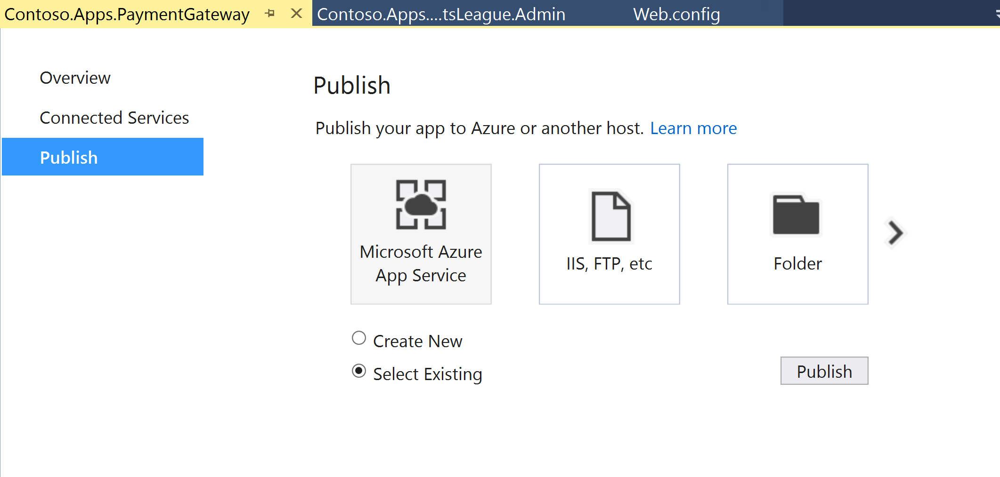 Contoso.Apps.PaymentGateway
Contoso.Apps....tsLeague.Admin
Web.config
Overview
Connected Services
Publish
Publish
Publish your app to Azure or another host. Learn more
Microsoft Azure
App Service
IIS, FTP, etc
Folder
Create New
Select Existing
Publish